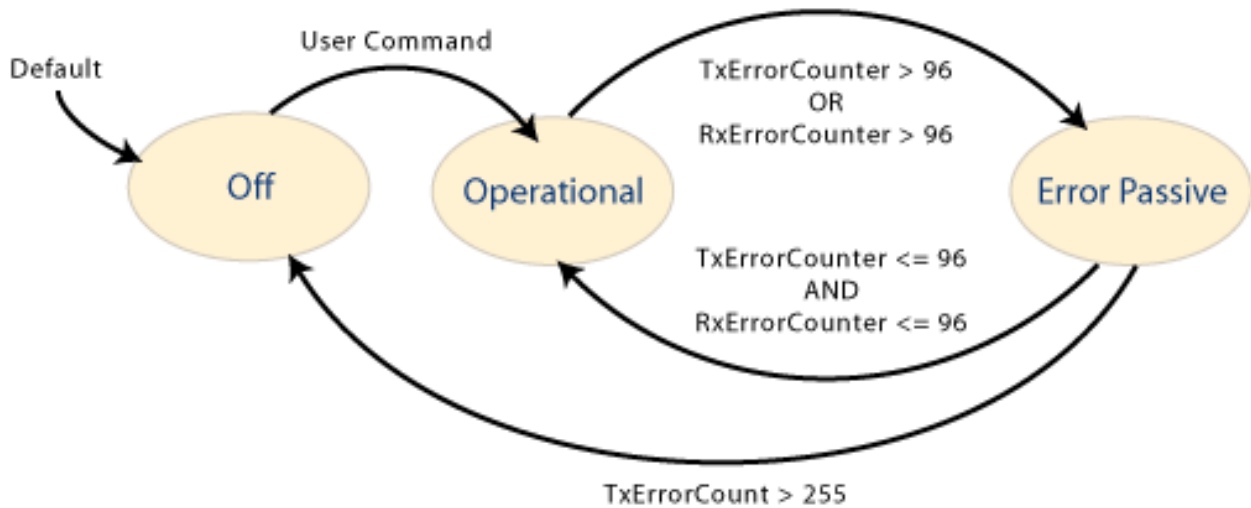 User Command
Default
TxErrorCounter > 96
OR
RxErrorCounter > 96
Off
Operational
Error Passive
TxErrorCounter <= 96
AND
RxErrorCounter <= 96
TxErrorCount > 255